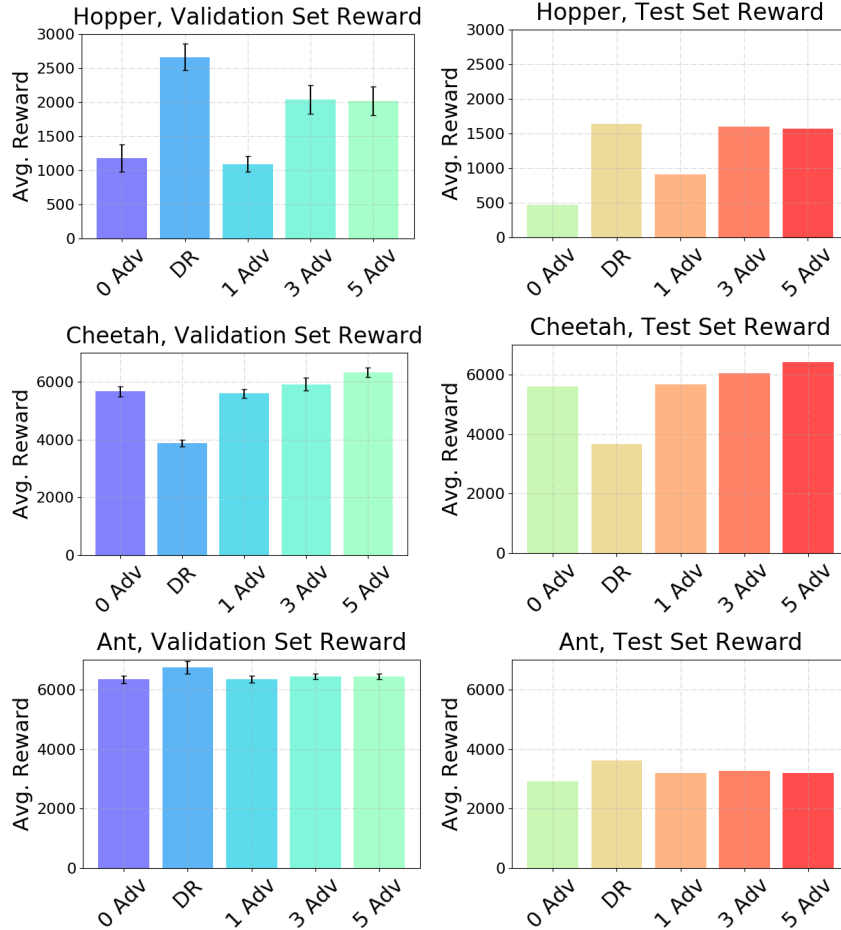 Hopper, Validation Set Reward
Avg. Reward
3000
2500
2000
1500
1000
500
0
0 Adv
DR
1 Adv
3 Adv
5 Adv
Hopper, Test Set Reward
Avg. Reward
3000
2500
2000
1500
1000
500
0
0 Adv
DR
1 Adv
3 Adv
5 Adv
Cheetah, Validation Set Reward
Avg. Reward
6000
4000
2000
0
0 Adv
DR
1 Adv
3 Adv
5 Adv
Cheetah, Test Set Reward
Avg. Reward
6000
4000
2000
0
0 Adv
DR
1 Adv
3 Adv
5 Adv
Ant, Validation Set Reward
Avg. Reward
6000
4000
2000
0
0 Adv
DR
1 Adv
3 Adv
5 Adv
Ant, Test Set Reward
Avg. Reward
6000
4000
2000
0
0 Adv
DR
1 Adv
3 Adv
5 Adv